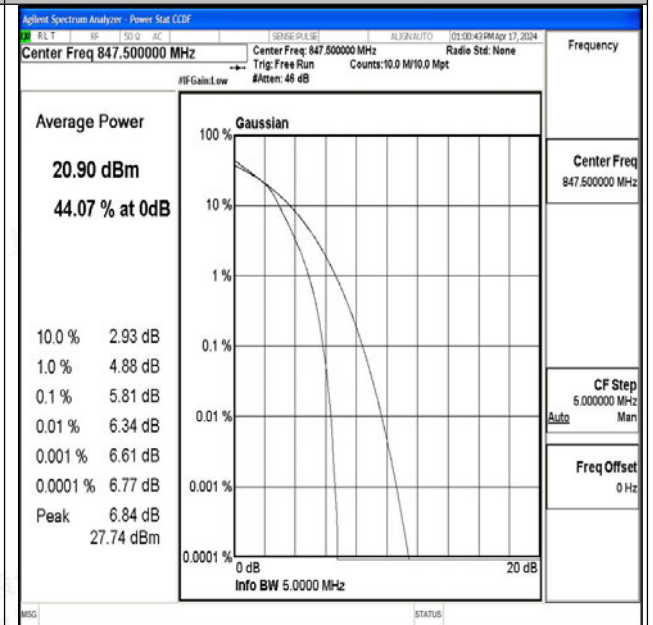 Agilent Spectrum Analyzer - Power Stat CCDF
RL T RF 50 Ω AC SENSE:PULSE ALIGN AUTO 01:00:43 PM Apr 17, 2024
Center Freq 847.500000 MHz
Center Freq: 847.500000 MHz Radio Std: None
Trig: Free Run Counts:10.0 M/10.0 Mpt
#IFGain:Low #Atten: 46 dB
Average Power
20.90 dBm
44.07 % at 0dB
10.0 % 2.93 dB
1.0 % 4.88 dB
0.1 % 5.81 dB
0.01 % 6.34 dB
0.001 % 6.61 dB
0.0001 % 6.77 dB
Peak 6.84 dB
27.74 dBm
Gaussian
100 %
10 %
1 %
0.1 %
0.01 %
0.001 %
0.0001 %
0 dB 20 dB
Info BW 5.0000 MHz
Frequency
Center Freq
847.500000 MHz
CF Step
5.000000 MHz
Auto Man
Freq Offset
0 Hz
MSG STATUS